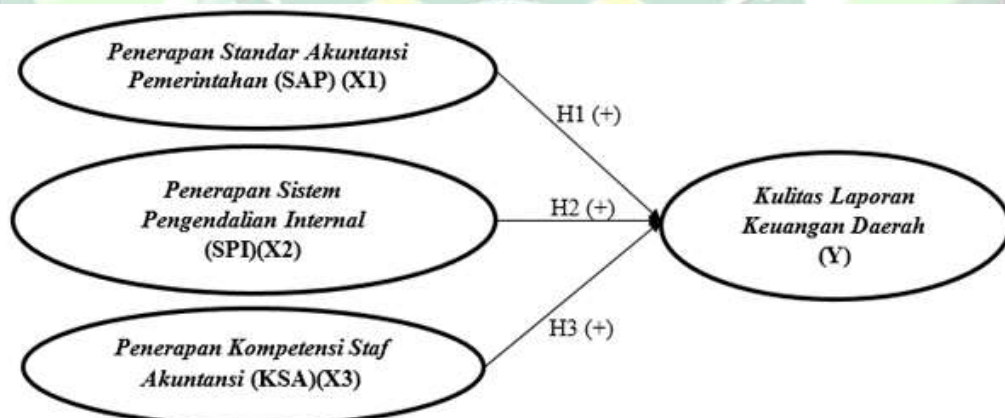 Penerapan Standar Akuntansi
Pemerintahan (SAP) (X1)
H1 (+)
Penerapan Sistem
Pengendalian Internal
(SPI)(X2)
H2 (+)
Kulitas Laporan
Keuangan Daerah
(Y)
H3 (+)
Penerapan Kompetensi Staf
Akuntansi (KSA)(X3)